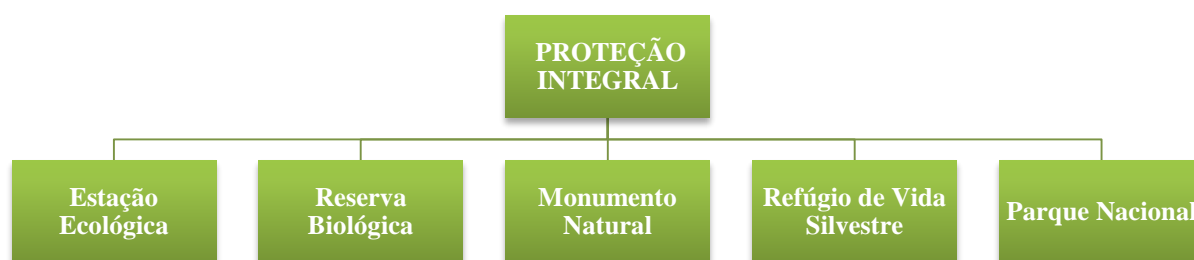 PROTEÇÃO
INTEGRAL
Estação
Ecológica
Reserva
Biológica
Monumento
Natural
Refúgio de Vida
Silvestre
Parque Nacional